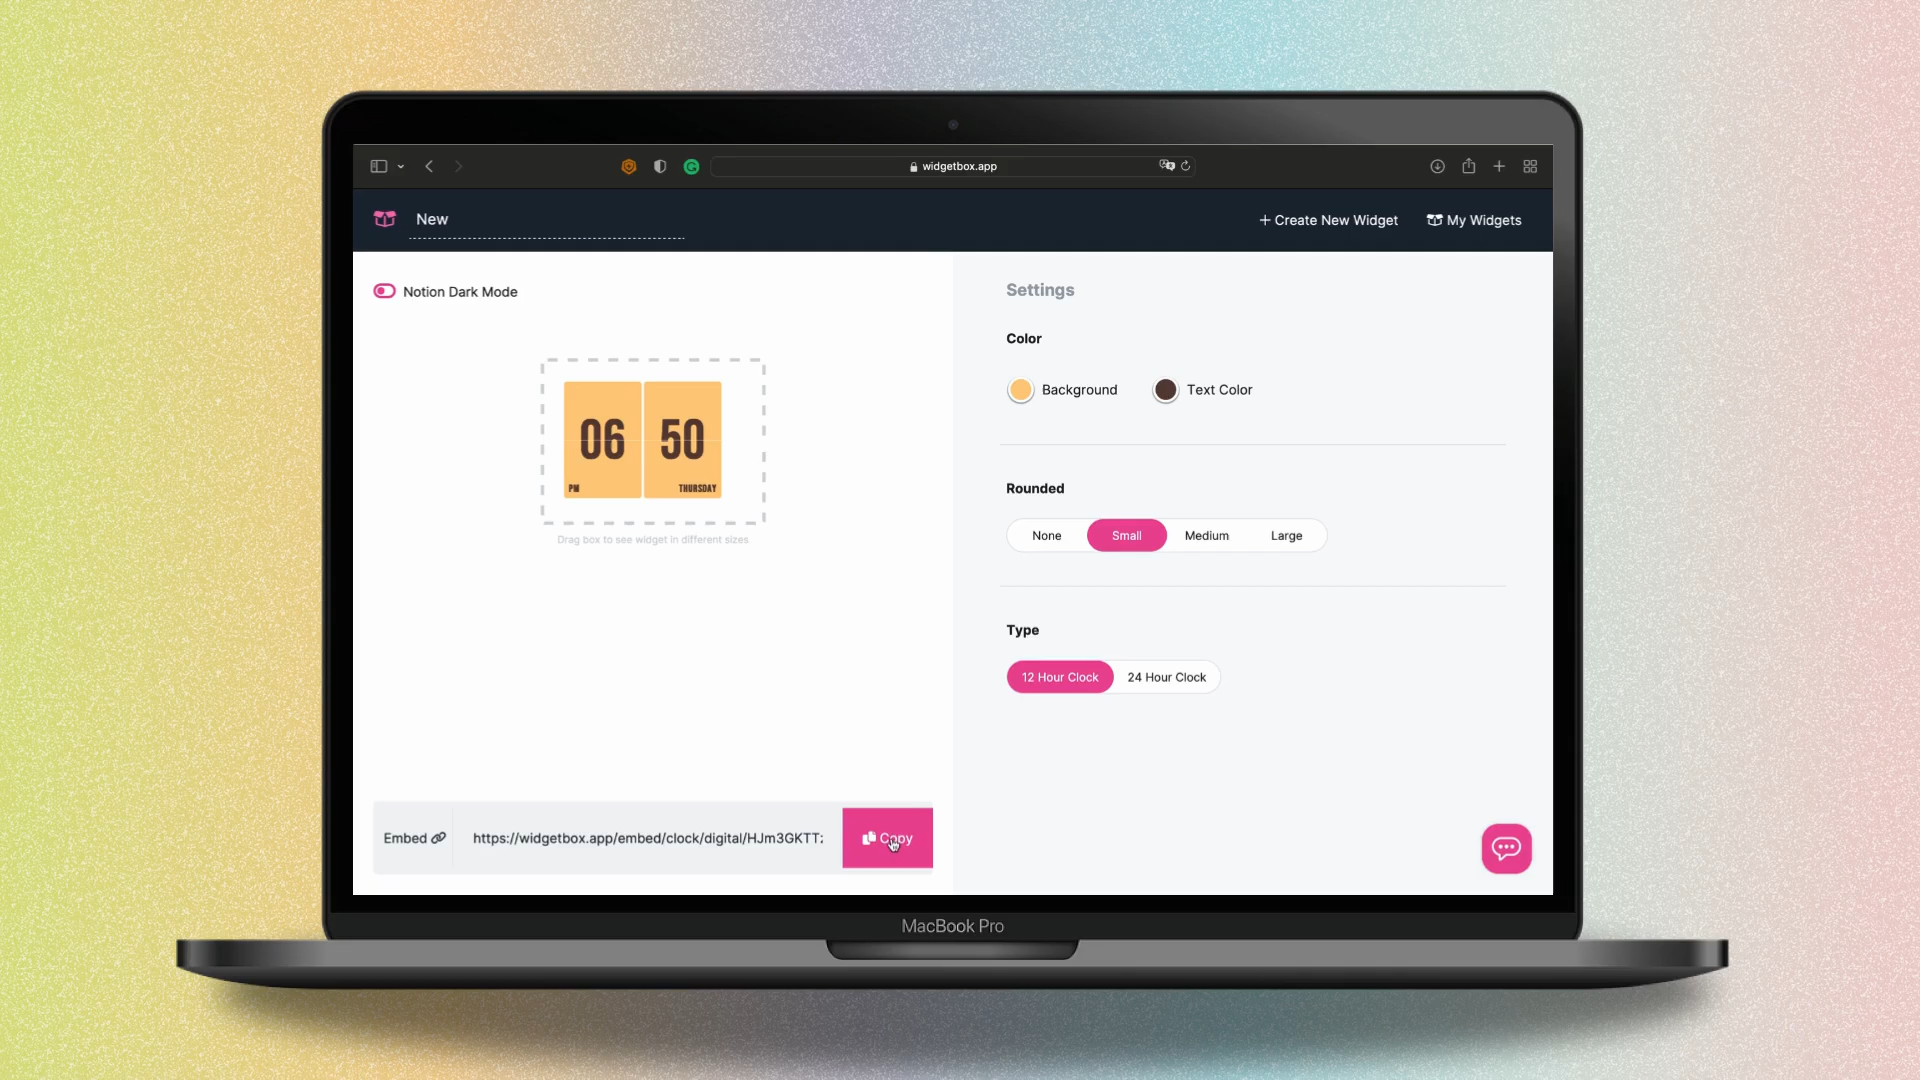 widgetbox.app
New
+ Create New Widget
My Widgets
Notion Dark Mode
06
50
PM
THURSDAY
Drag box to see widget in different sizes
Settings
Color
Background
Text Color
Rounded
None
Small
Medium
Large
Type
12 Hour Clock
24 Hour Clock
Embed
https://widgetbox.app/embed/clock/digital/HJm3GKTT
Copy
MacBook Pro